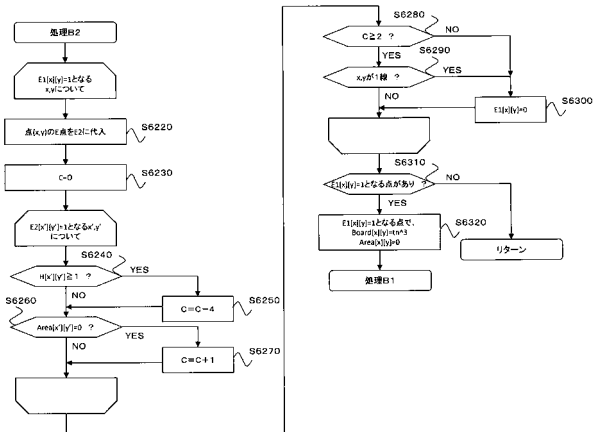 処理B2
E1[x][y]=1となる
x,yについて
点(x,y)のE点をE2に代入
S6220
C=0
S6230
E2[x'][y']=1となるx',y'
について
S6240
H[x'][y']≧1 ?
YES
NO
C=C-4
S6250
S6260
Area[x'][y']=0 ?
YES
NO
C=C+1
S6270
S6280
C≧2 ?
NO
YES
S6290
x,yが1線 ?
YES
NO
E1[x][y]=0
S6300
S6310
E1[x][y]=1となる点があり ?
NO
YES
E1[x][y]=1となる点で、
Board[x][y]=tn^3
Area[x][y]=0
S6320
リターン
処理B1